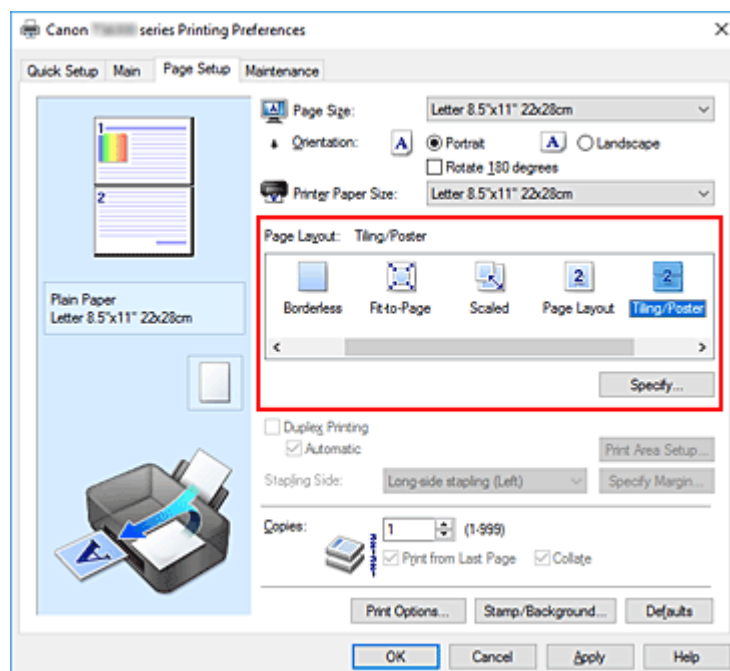 Canon series Printing Preferences
Quick Setup Main Page Setup Maintenance
1
2
Plain Paper
Letter 8.5"x11" 22x28cm
A
Page Size: Letter 8.5"x11" 22x28cm
Orientation: A Portrait A Landscape
Rotate 180 degrees
Printer Paper Size: Letter 8.5"x11" 22x28cm
Page Layout: Tiling/Poster
2 2
Borderless Fit-to-Page Scaled Page Layout Tiling/Poster
Specify...
Duplex Printing
Automatic Print Area Setup...
Stapling Side: Long-side stapling (Left) Specify Margin...
Copies: 1 (1-999)
Print from Last Page Collate
Print Options... Stamp/Background... Defaults
OK Cancel Apply Help